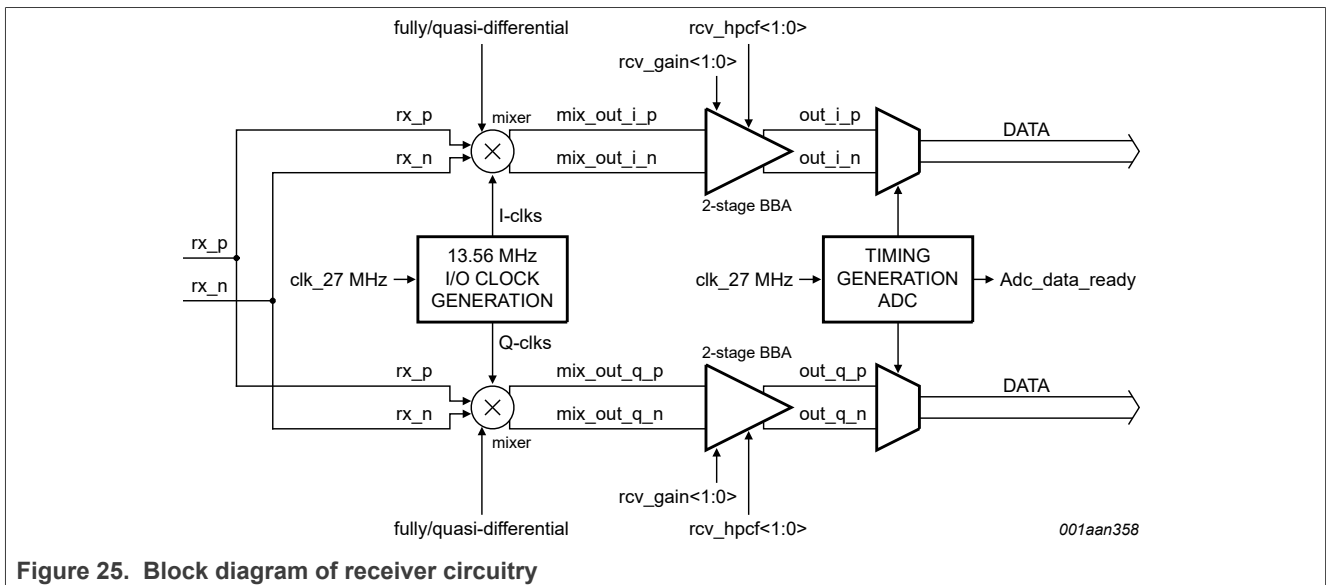 fully/quasi-differential
rcv_hpcf<1:0>
rcv_gain<1:0>
rx_p
mixer
mix_out_i_p
out_i_p
DATA
rx_n
mix_out_i_n
out_i_n
2-stage BBA
I-clks
rx_p
rx_n
clk_27 MHz
13.56 MHz
I/O CLOCK
GENERATION
clk_27 MHz
TIMING
GENERATION
ADC
Adc_data_ready
Q-clks
2-stage BBA
rx_p
mix_out_q_p
out_q_p
DATA
rx_n
mix_out_q_n
out_q_n
mixer
rcv_gain<1:0>
fully/quasi-differential
rcv_hpcf<1:0>
001aan358
Figure 25. Block diagram of receiver circuitry